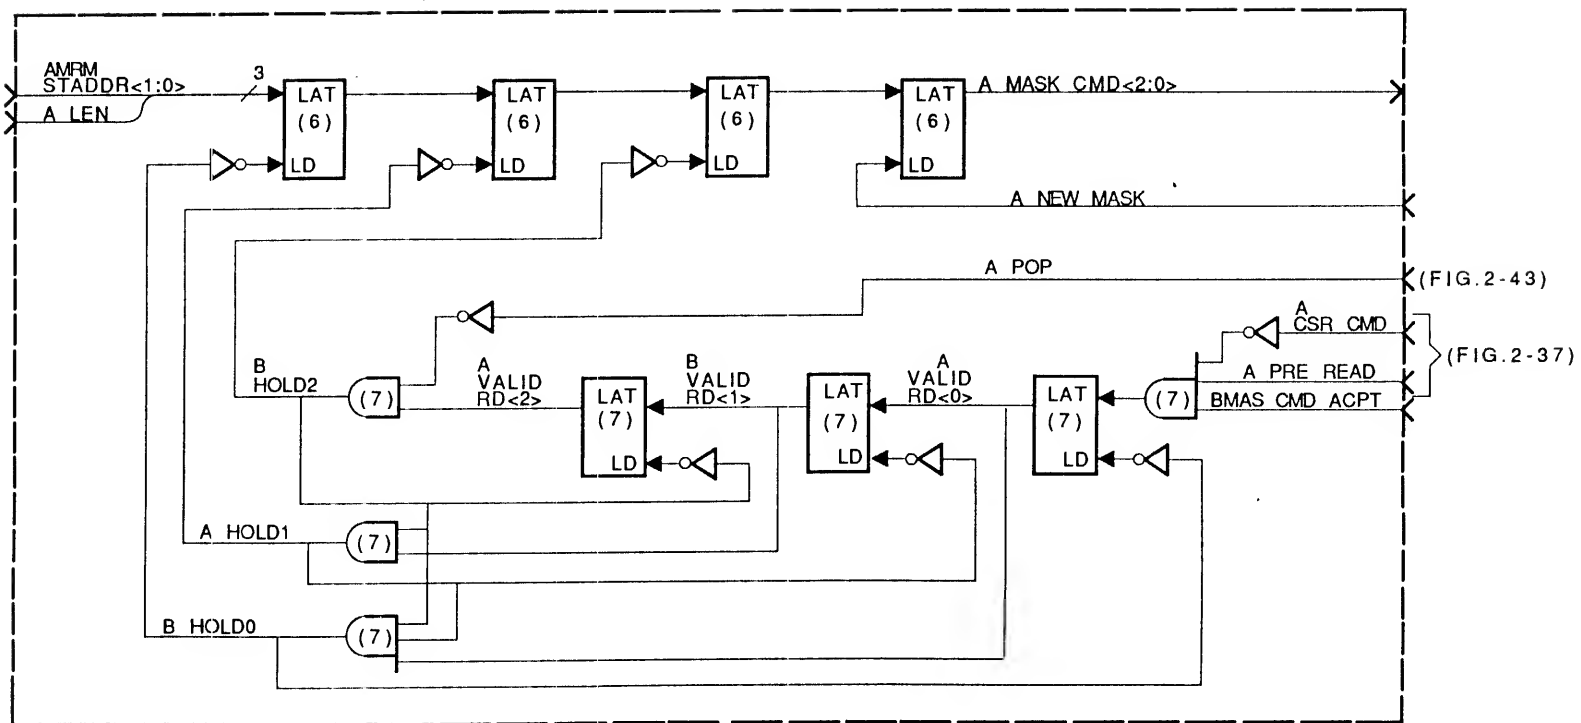 AMRM
STADDR<1:0>
A LEN
3
LAT
(6)
LD
LAT
(6)
LD
LAT
(6)
LD
LAT
(6)
LD
A MASK CMD<2:0>
A NEW MASK
A POP
(FIG.2-43)
A
CSR CMD
(FIG.2-37)
A PRE READ
BMAS CMD ACPT
(7)
LAT
(7)
LD
A
VALID
RD<0>
LAT
(7)
LD
B
VALID
RD<1>
LAT
(7)
LD
A
VALID
RD<2>
(7)
B
HOLD2
A HOLD1
(7)
B HOLD0
(7)